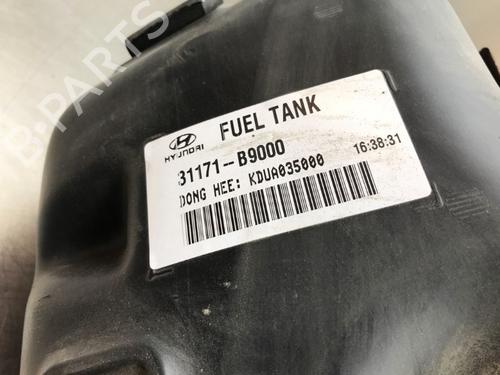 B-PARTS
FUEL TANK
HYUNDAI
31171-B9000
16:38:31
DONG HEE: KDUA035000